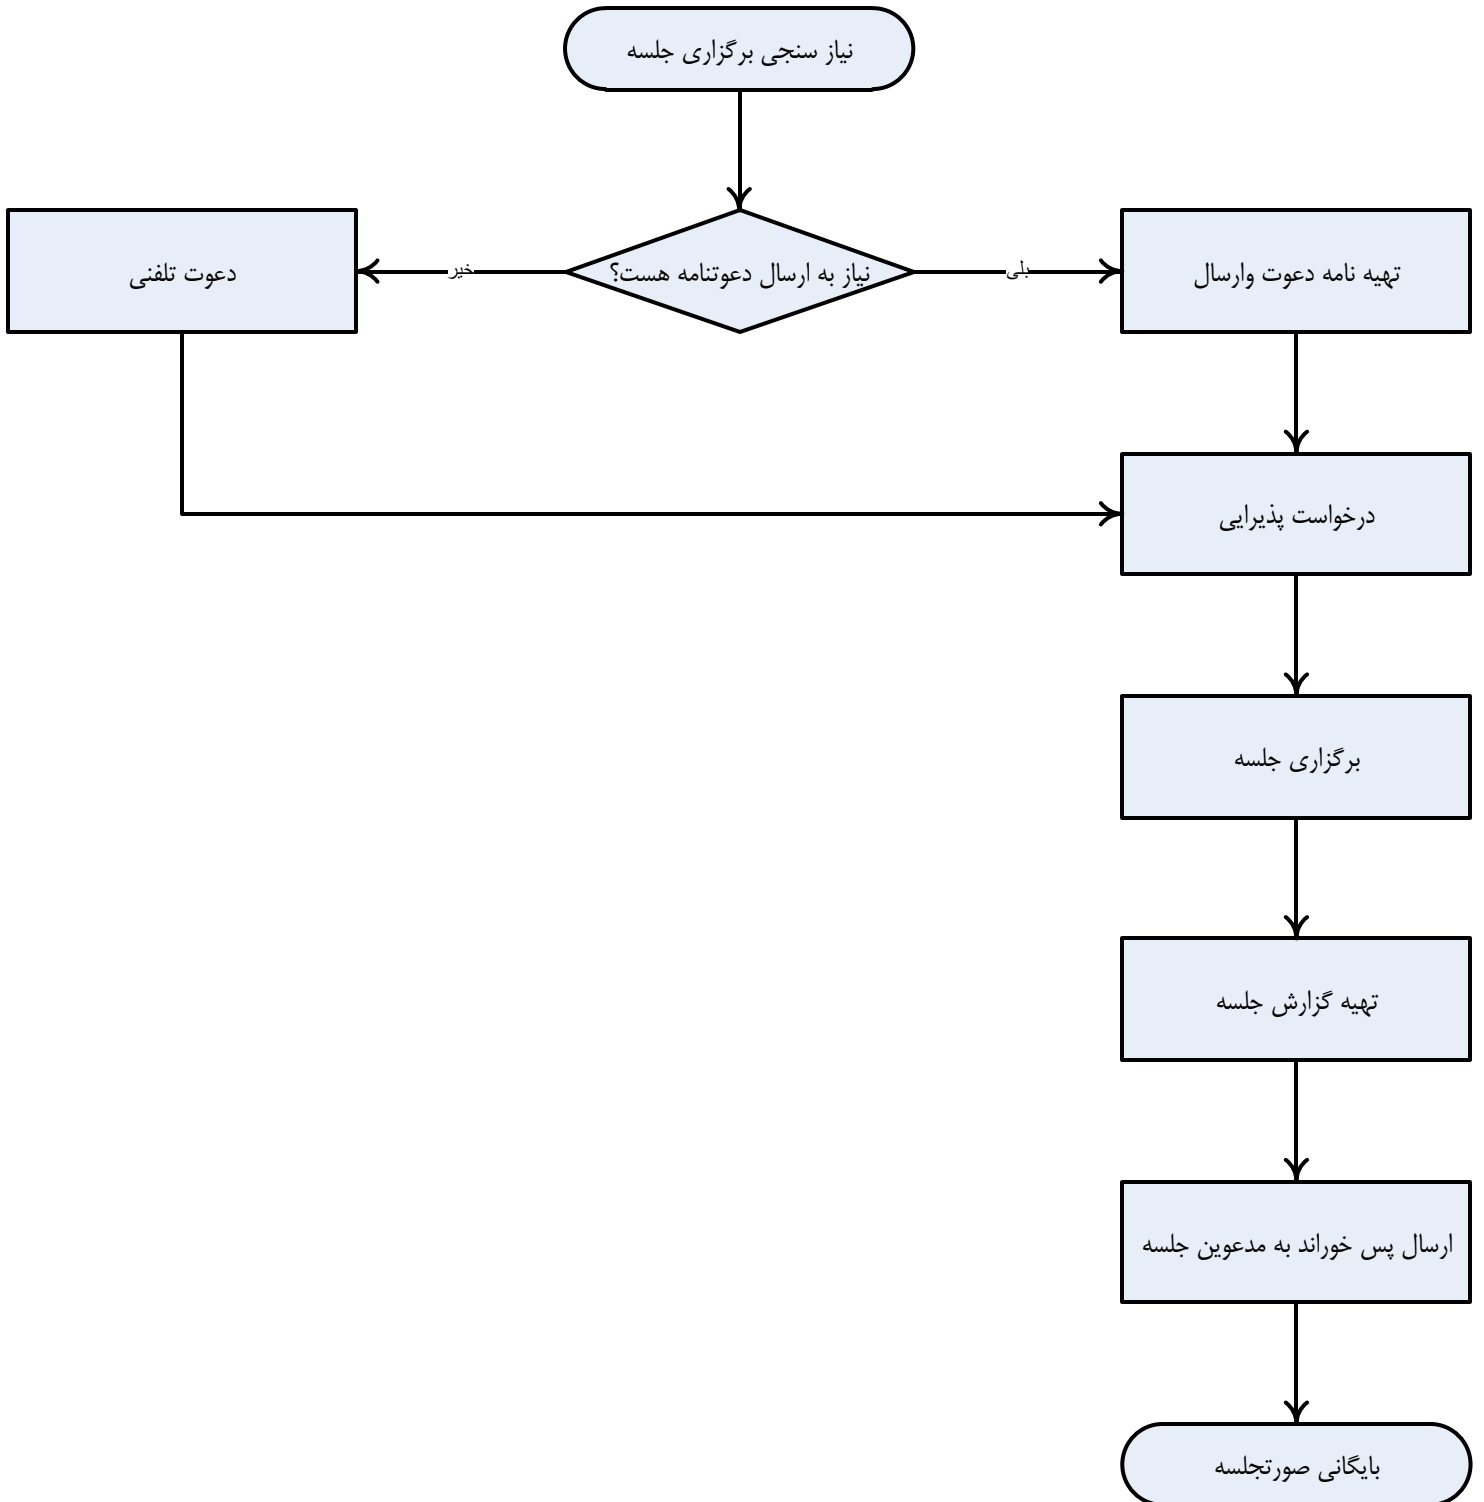 نیاز سنجی برگزاری جلسه
تهیه نامه دعوت وارسال
بلی
نیاز به ارسال دعوتنامه هست؟
خیر
دعوت تلفنی
درخواست پذیرایی
برگزاری جلسه
تهیه گزارش جلسه
ارسال پس خوراند به مدعوین جلسه
بایگانی صورتجلسه